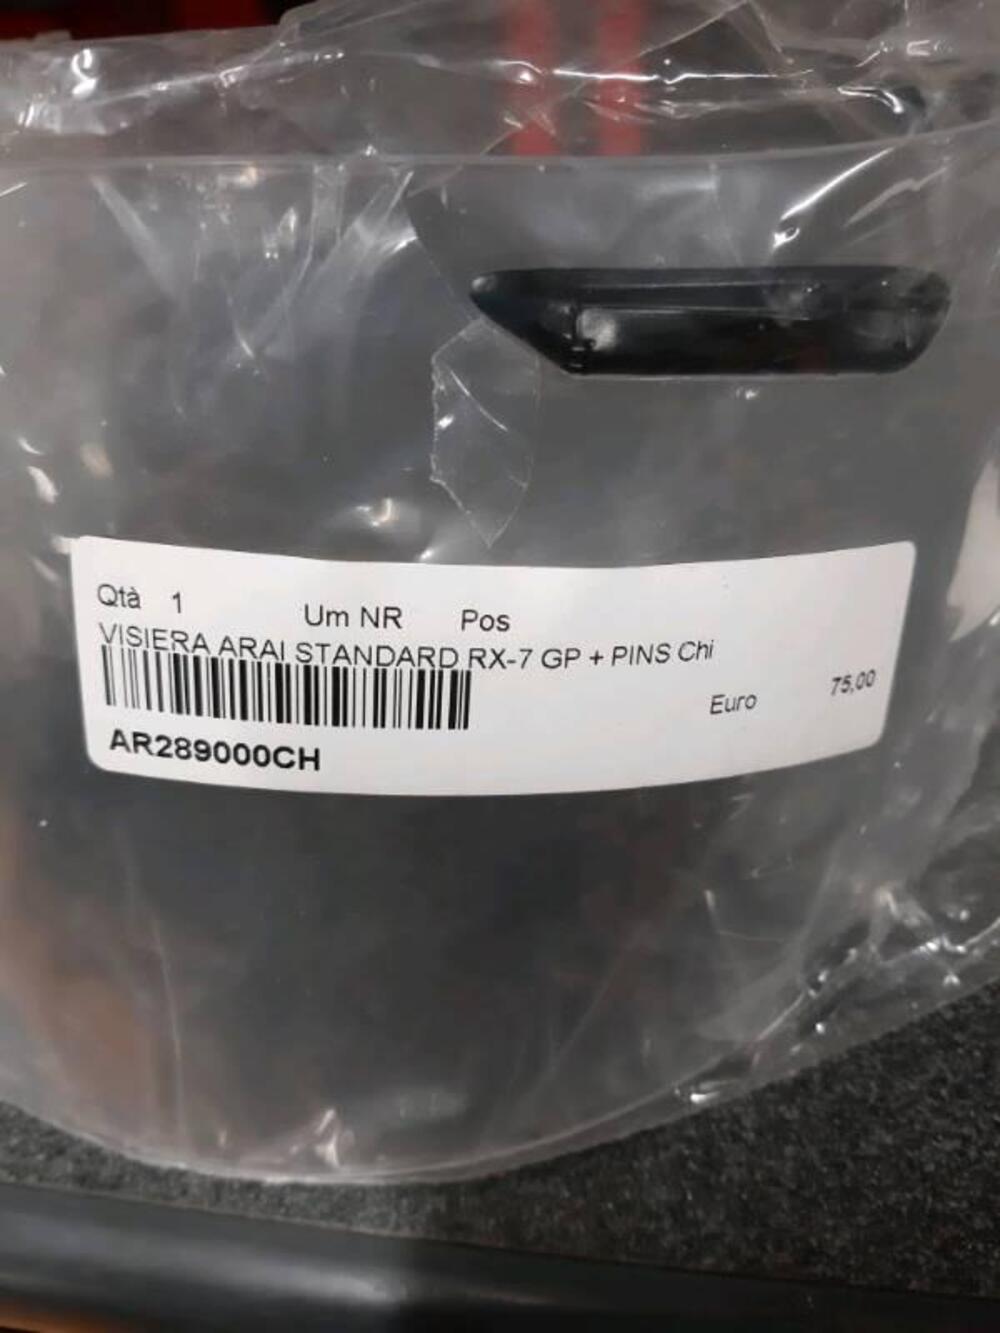 Qtà 1 Um NR Pos
VISIERA ARAI STANDARD RX-7 GP + PINS Chi
Euro 75,00
AR289000CH